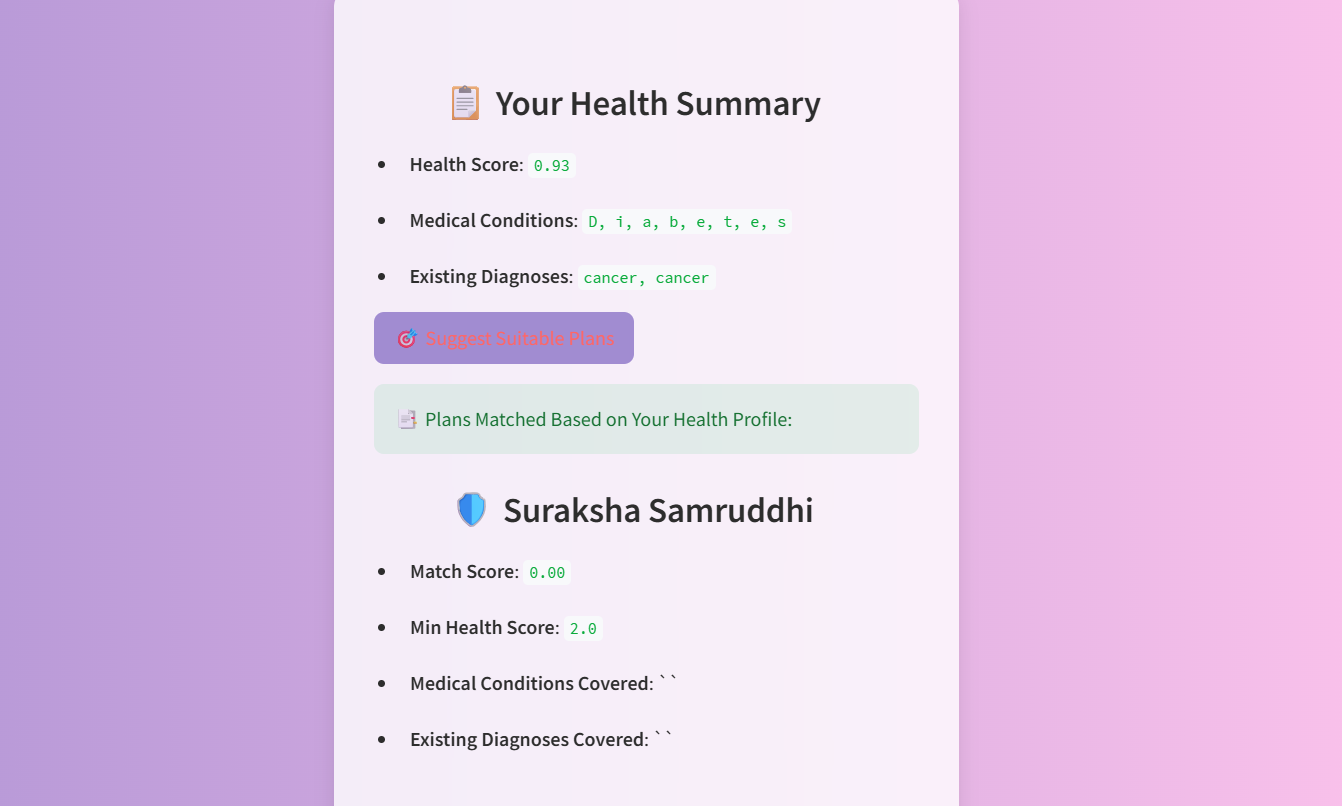 Your Health Summary
Health Score: 0.93
Medical Conditions: D, i, a, b, e, t, e, s
Existing Diagnoses: cancer, cancer
Suggest Suitable Plans
Plans Matched Based on Your Health Profile:
Suraksha Samruddhi
Match Score: 0.00
Min Health Score: 2.0
Medical Conditions Covered: ``
Existing Diagnoses Covered: ``